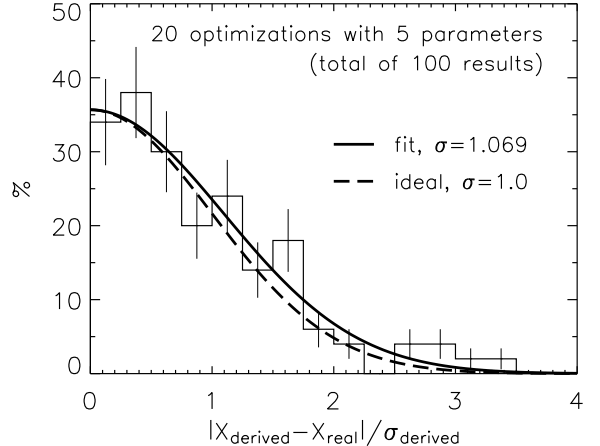 50
40
30
20
10
0
%
20 optimizations with 5 parameters
(total of 100 results)
fit, σ=1.069
ideal, σ=1.0
0 1 2 3 4
|X_derived−X_real|/σ_derived